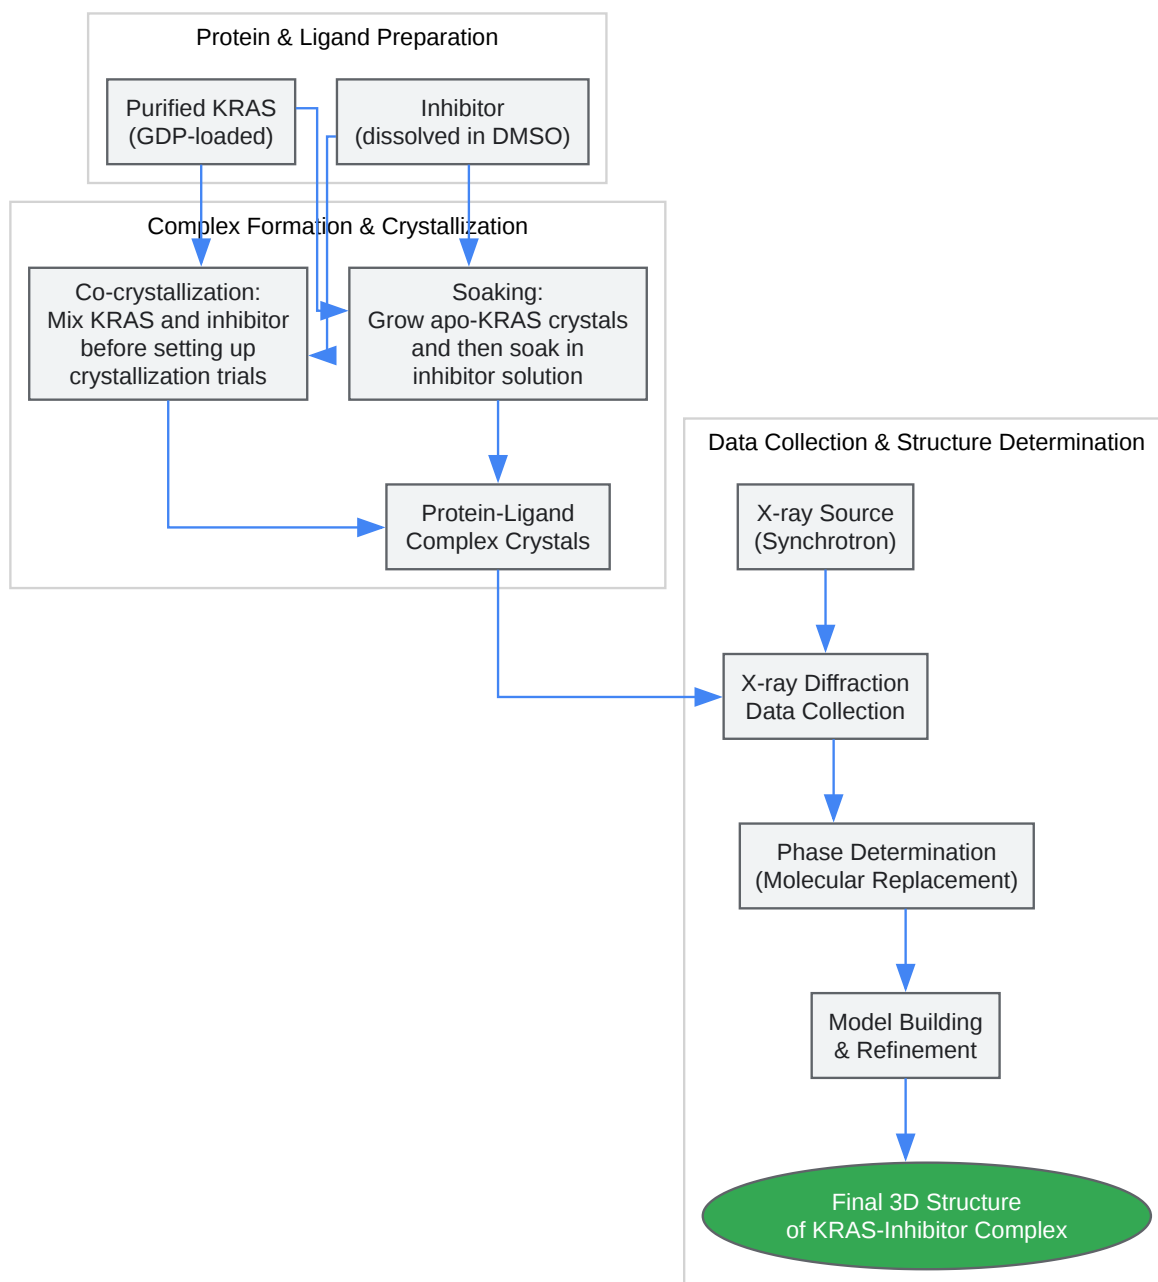 Protein & Ligand Preparation
Purified KRAS
(GDP-loaded)
Inhibitor
(dissolved in DMSO)
Complex Formation & Crystallization
Co-crystallization:
Mix KRAS and inhibitor
before setting up
crystallization trials
Soaking:
Grow apo-KRAS crystals
and then soak in
inhibitor solution
Protein-Ligand
Complex Crystals
Data Collection & Structure Determination
X-ray Source
(Synchrotron)
X-ray Diffraction
Data Collection
Phase Determination
(Molecular Replacement)
Model Building
& Refinement
Final 3D Structure
of KRAS-Inhibitor Complex